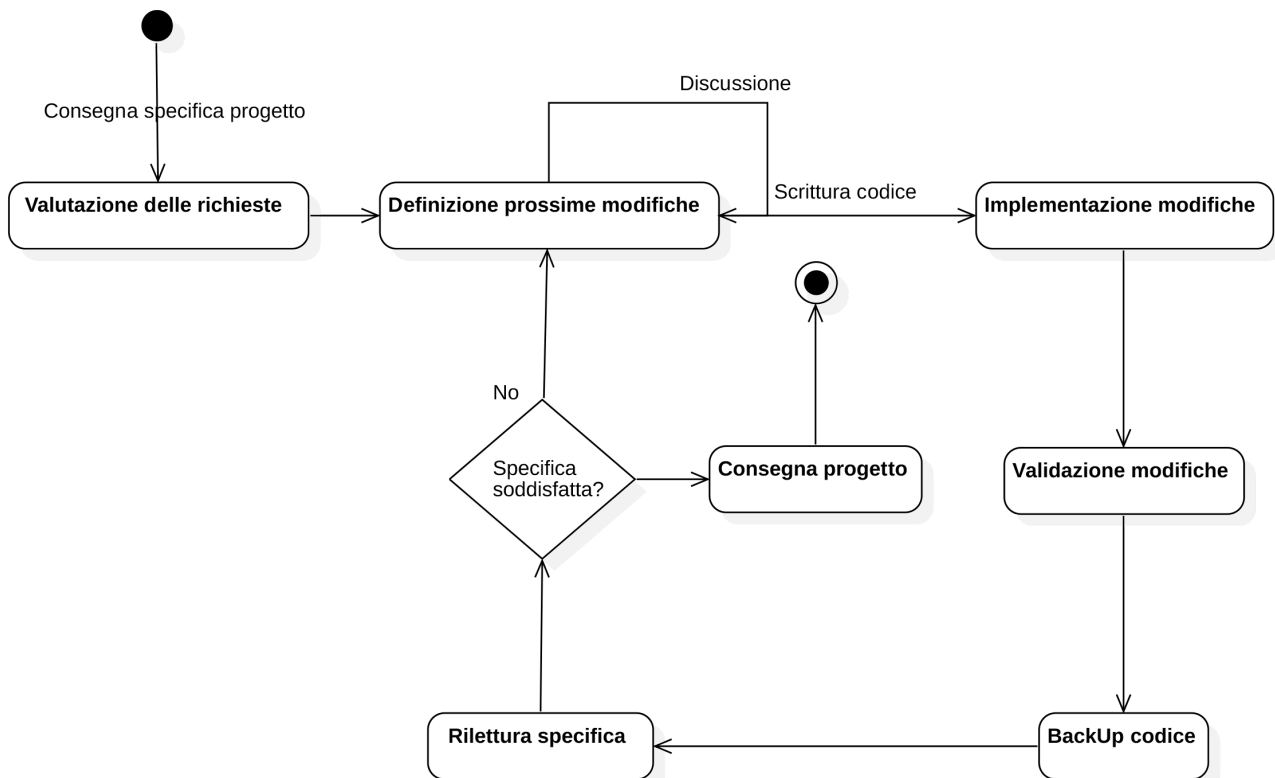 Discussione
Consegna specifica progetto
Scrittura codice
Valutazione delle richieste
Definizione prossime modifiche
Implementazione modifiche
No
Specifica
soddisfatta?
Consegna progetto
Validazione modifiche
Rilettura specifica
BackUp codice